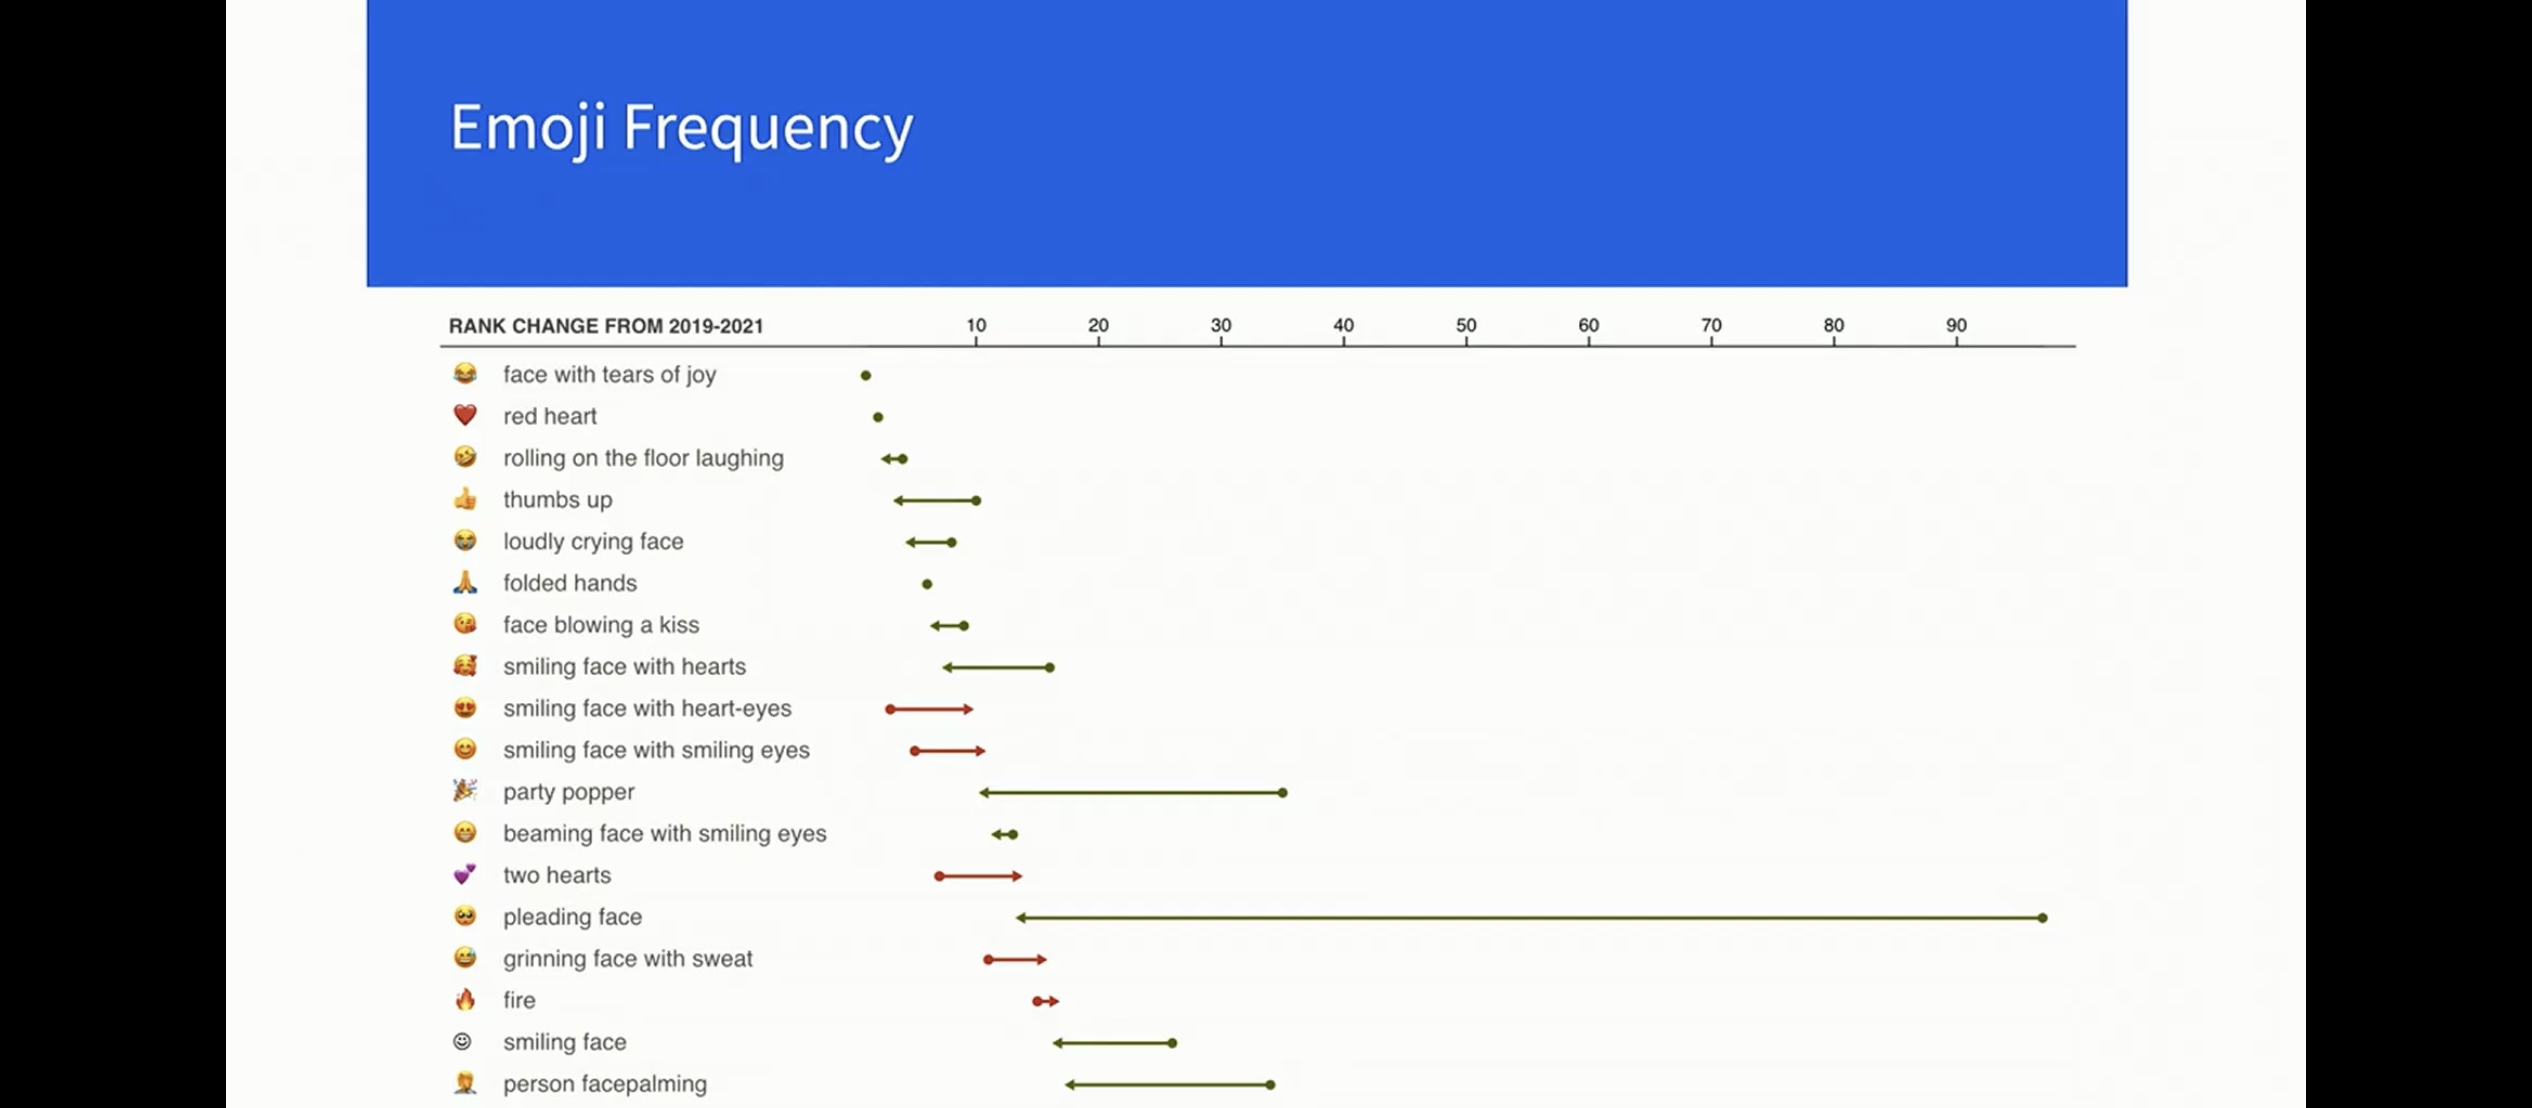 Emoji Frequency
RANK CHANGE FROM 2019-2021 10 20 30 40 50 60 70 80 90
face with tears of joy
red heart
rolling on the floor laughing
thumbs up
loudly crying face
folded hands
face blowing a kiss
smiling face with hearts
smiling face with heart-eyes
smiling face with smiling eyes
party popper
beaming face with smiling eyes
two hearts
pleading face
grinning face with sweat
fire
smiling face
person facepalming